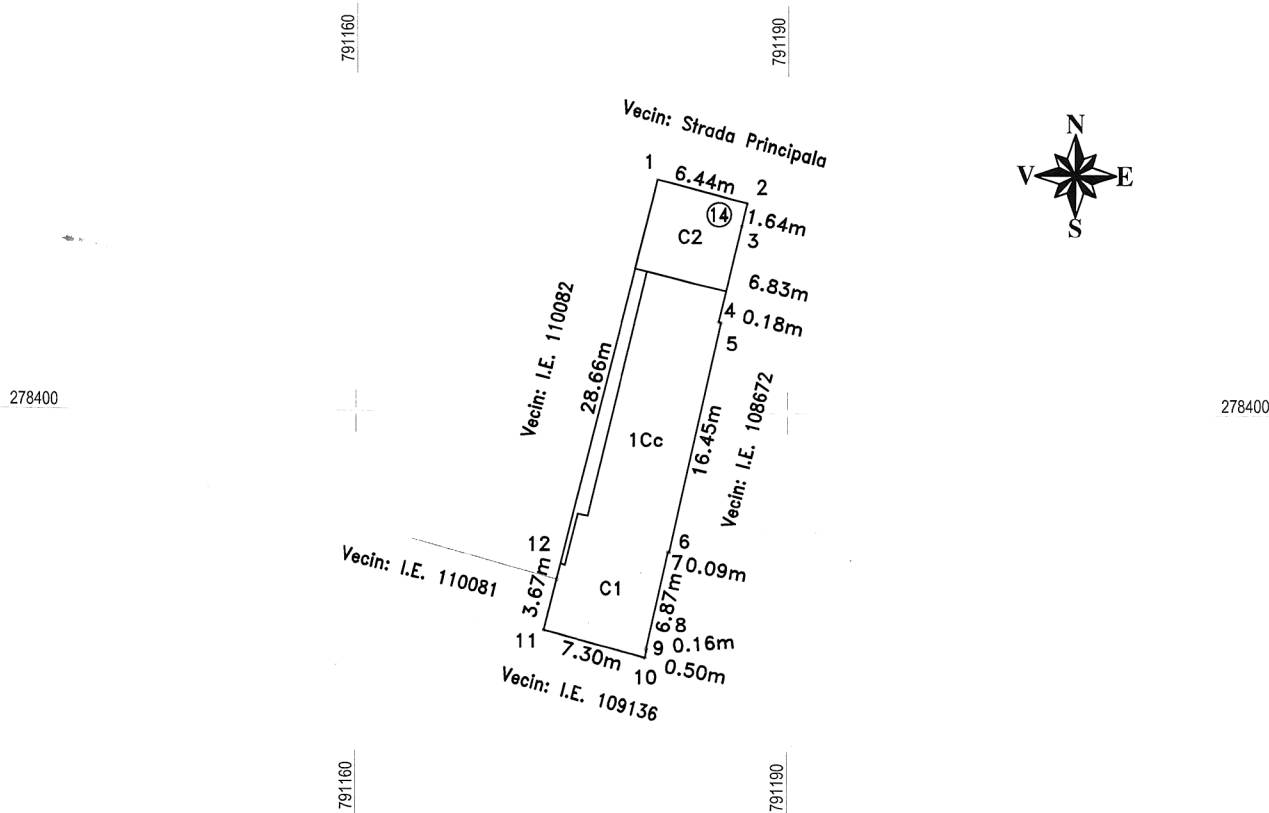 791160
791190
Vecin: Strada Principala
N
V
E
S
1
6.44m
2
14
1.64m
C2
3
6.83m
4
0.18m
5
Vecin: I.E. 110082
28.66m
278400
278400
1Cc
16.45m
Vecin: I.E. 108672
12
6
7
0.09m
Vecin: I.E. 110081
3.67m
C1
6.87m
8
0.16m
11
7.30m
9
0.50m
10
Vecin: I.E. 109136
791160
791190